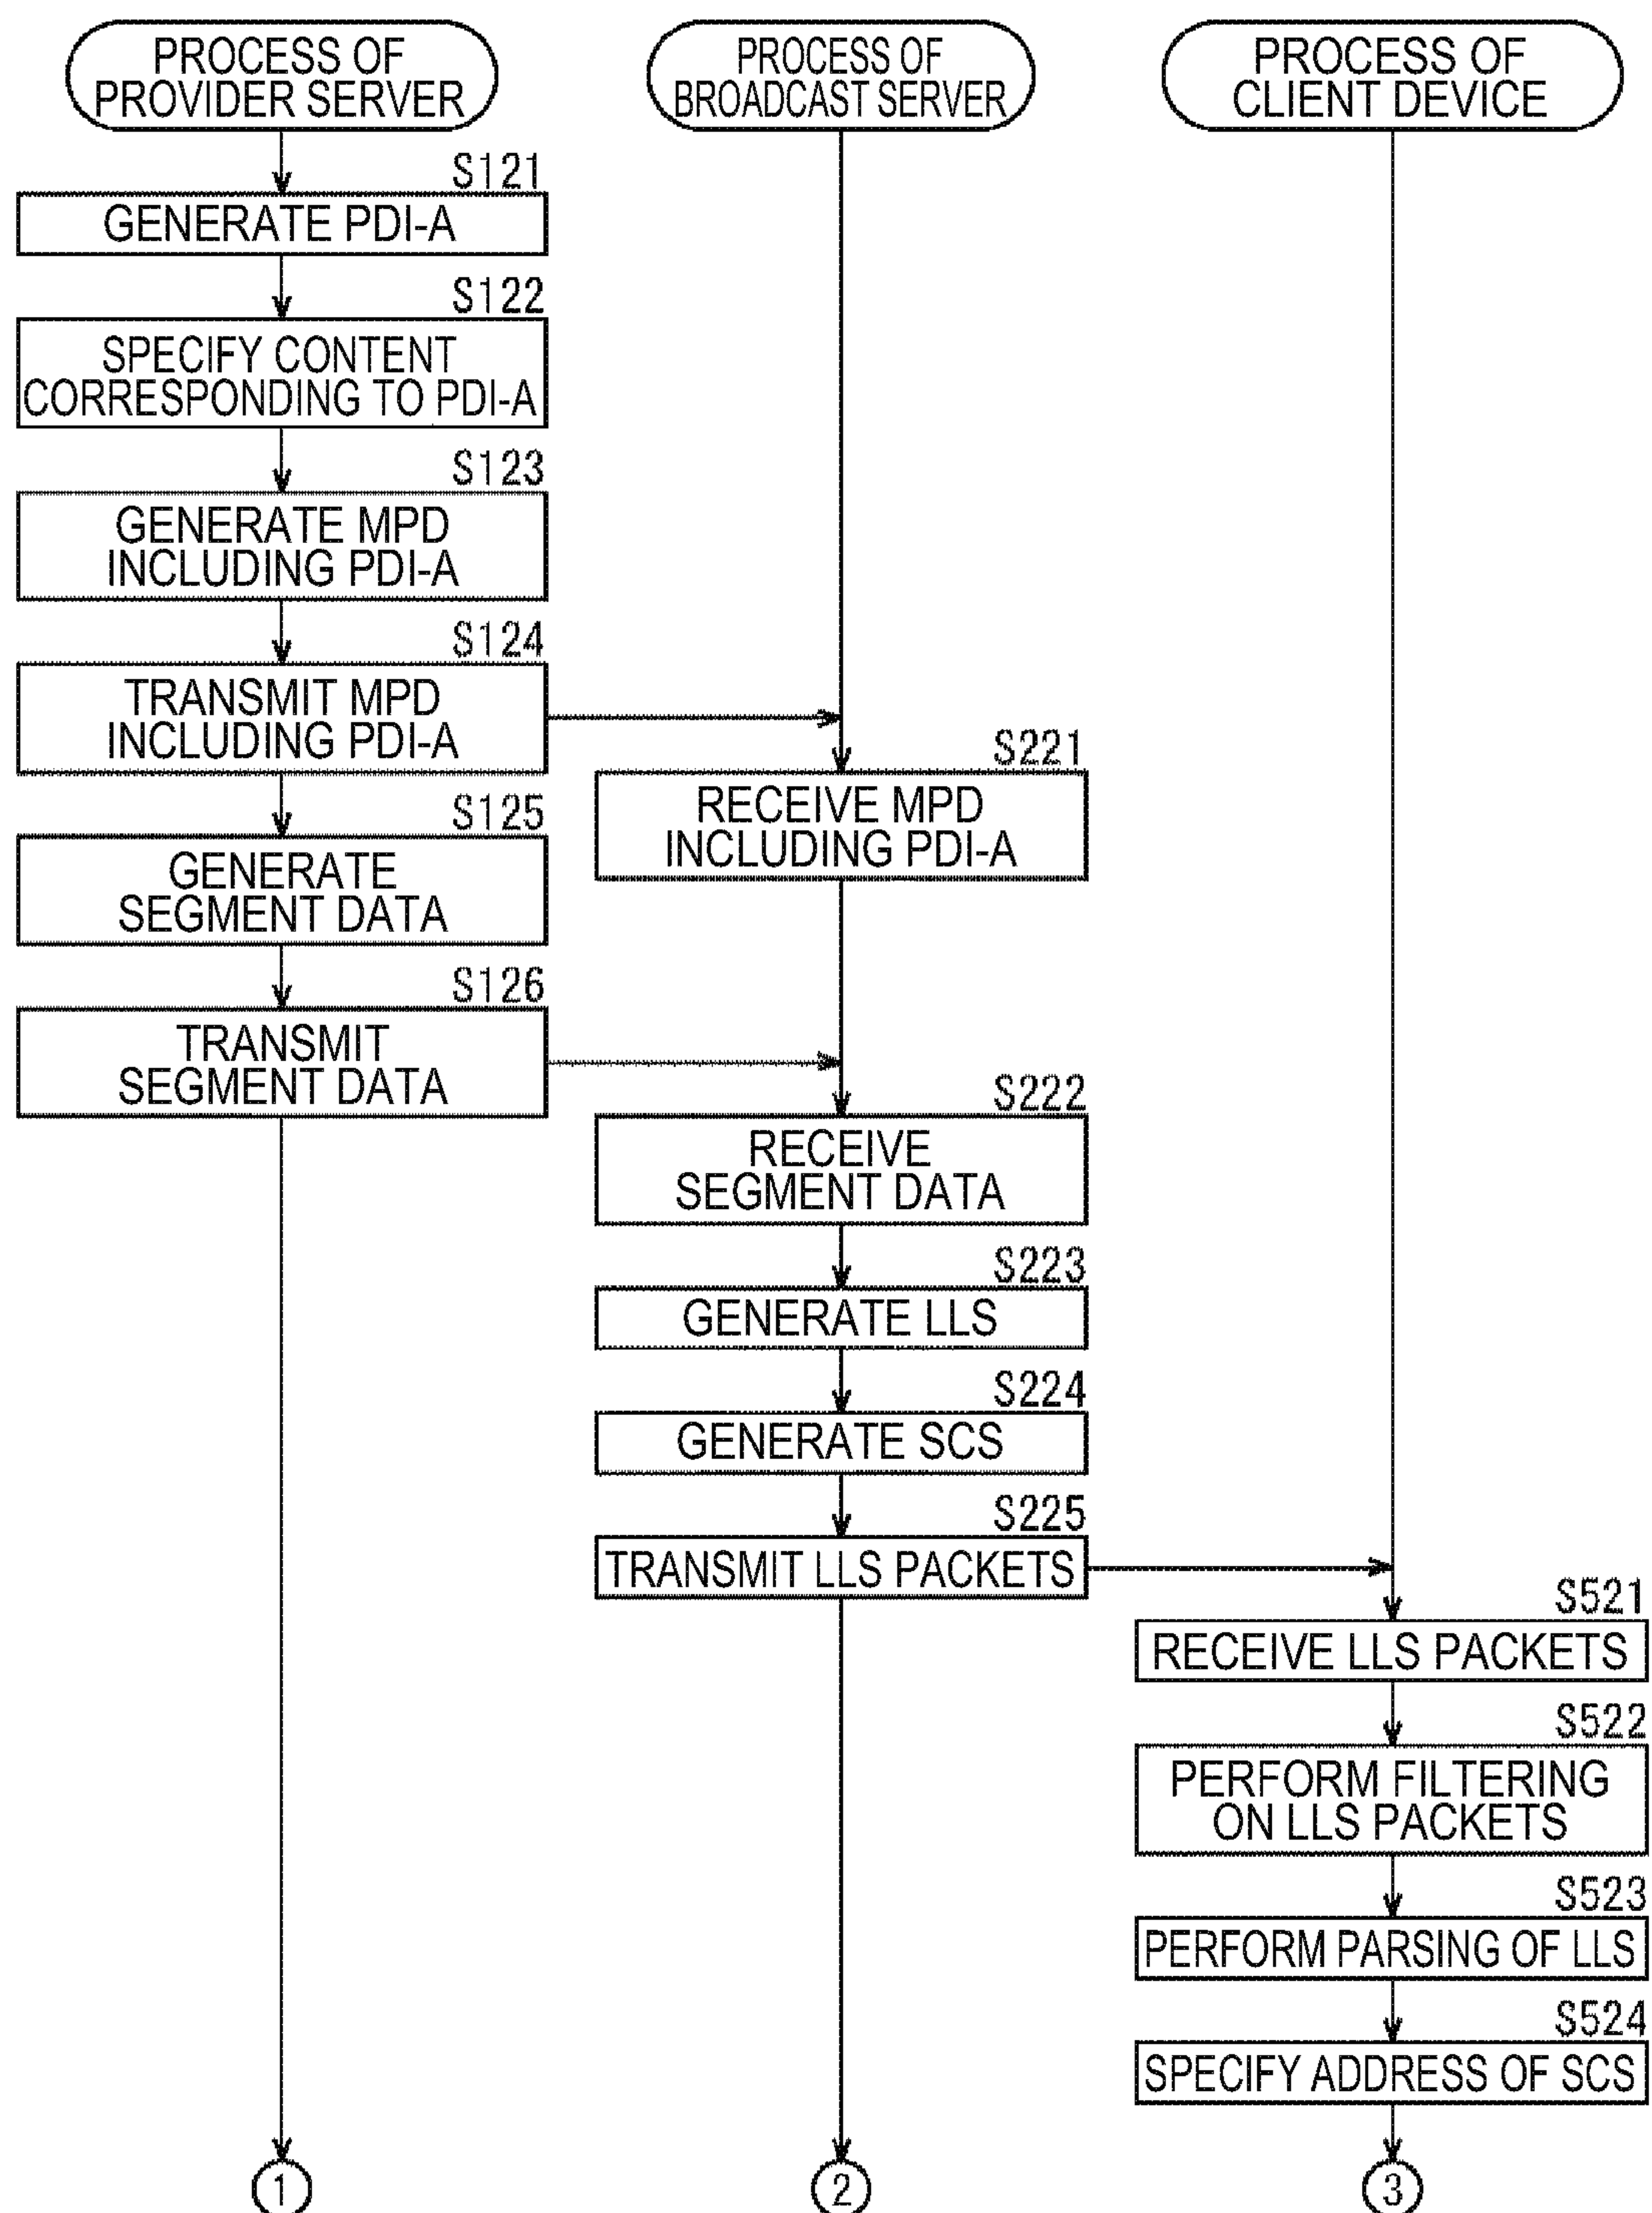 PROCESS OF
PROVIDER SERVER
PROCESS OF
BROADCAST SERVER
PROCESS OF
CLIENT DEVICE
S121
GENERATE PDI-A
S122
SPECIFY CONTENT
CORRESPONDING TO PDI-A
S123
GENERATE MPD
INCLUDING PDI-A
S124
TRANSMIT MPD
INCLUDING PDI-A
S221
RECEIVE MPD
INCLUDING PDI-A
S125
GENERATE
SEGMENT DATA
S126
TRANSMIT
SEGMENT DATA
S222
RECEIVE
SEGMENT DATA
S223
GENERATE LLS
S224
GENERATE SCS
S225
TRANSMIT LLS PACKETS
S521
RECEIVE LLS PACKETS
S522
PERFORM FILTERING
ON LLS PACKETS
S523
PERFORM PARSING OF LLS
S524
SPECIFY ADDRESS OF SCS
1
2
3